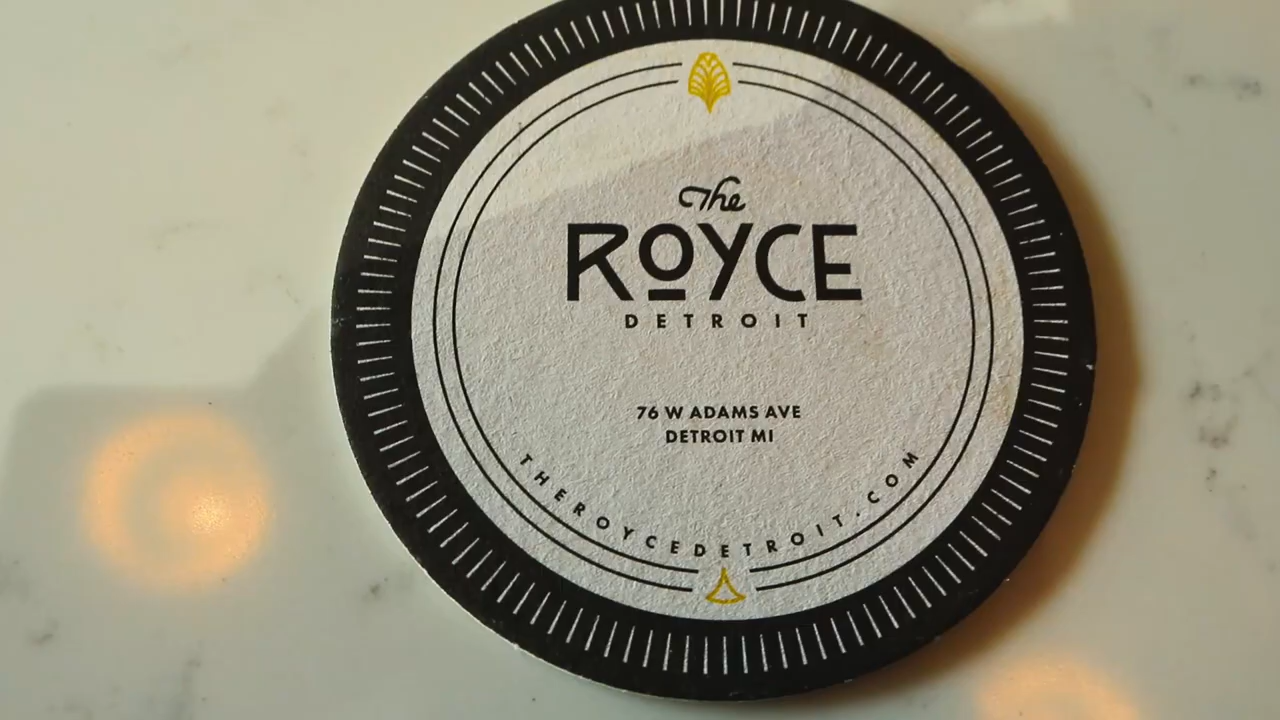 The
ROYCE
DETROIT
76 W ADAMS AVE
DETROIT MI
THEROYCEDETROIT.COM